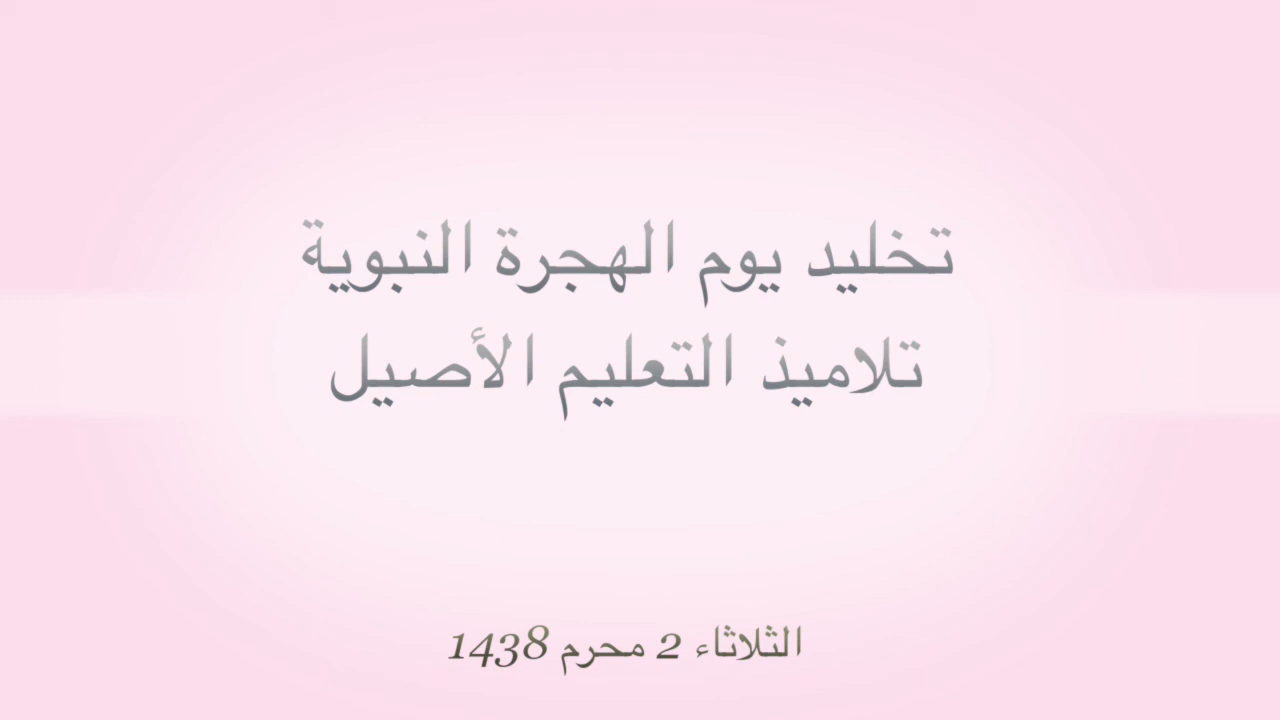 تخليد يوم الهجرة النبوية
تلاميذ التعليم الأصيل
الثلاثاء 2 محرم 1438